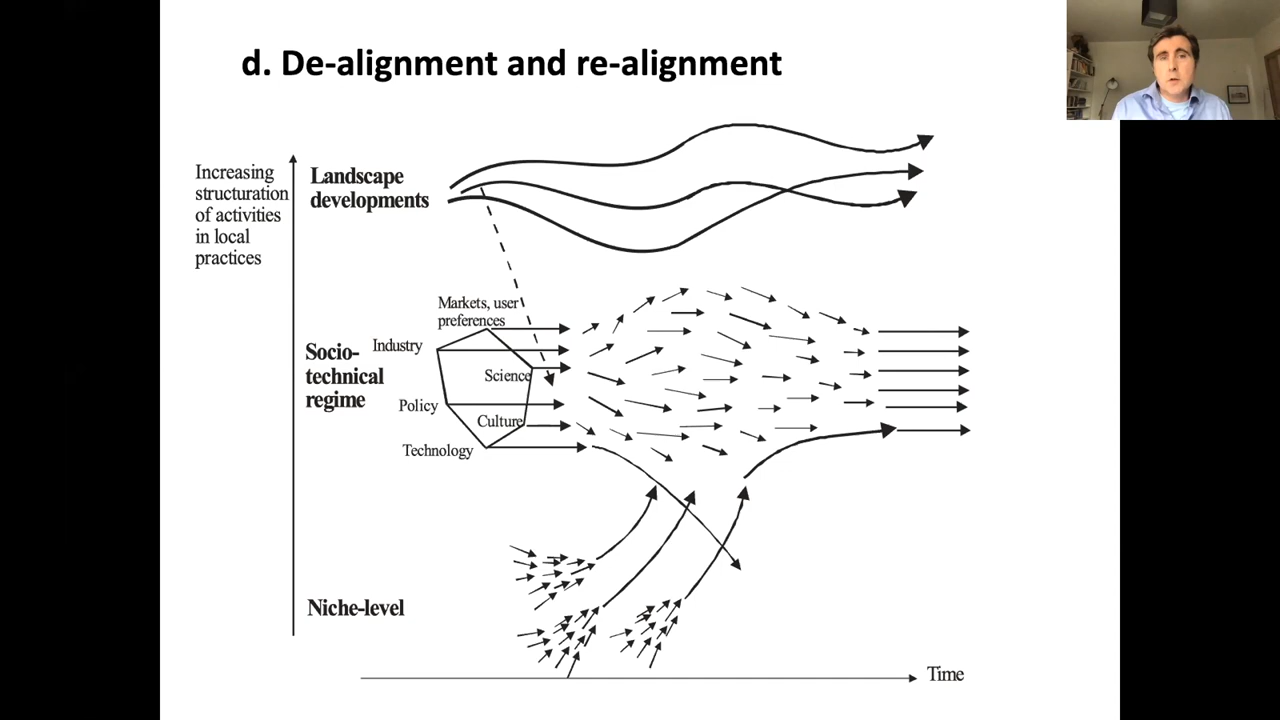 d. De-alignment and re-alignment
Increasing
structuration
of activities
in local
practices
Landscape
developments
Markets, user
preferences
Industry
Socio-
technical
regime
Science
Policy
Culture
Technology
Niche-level
Time